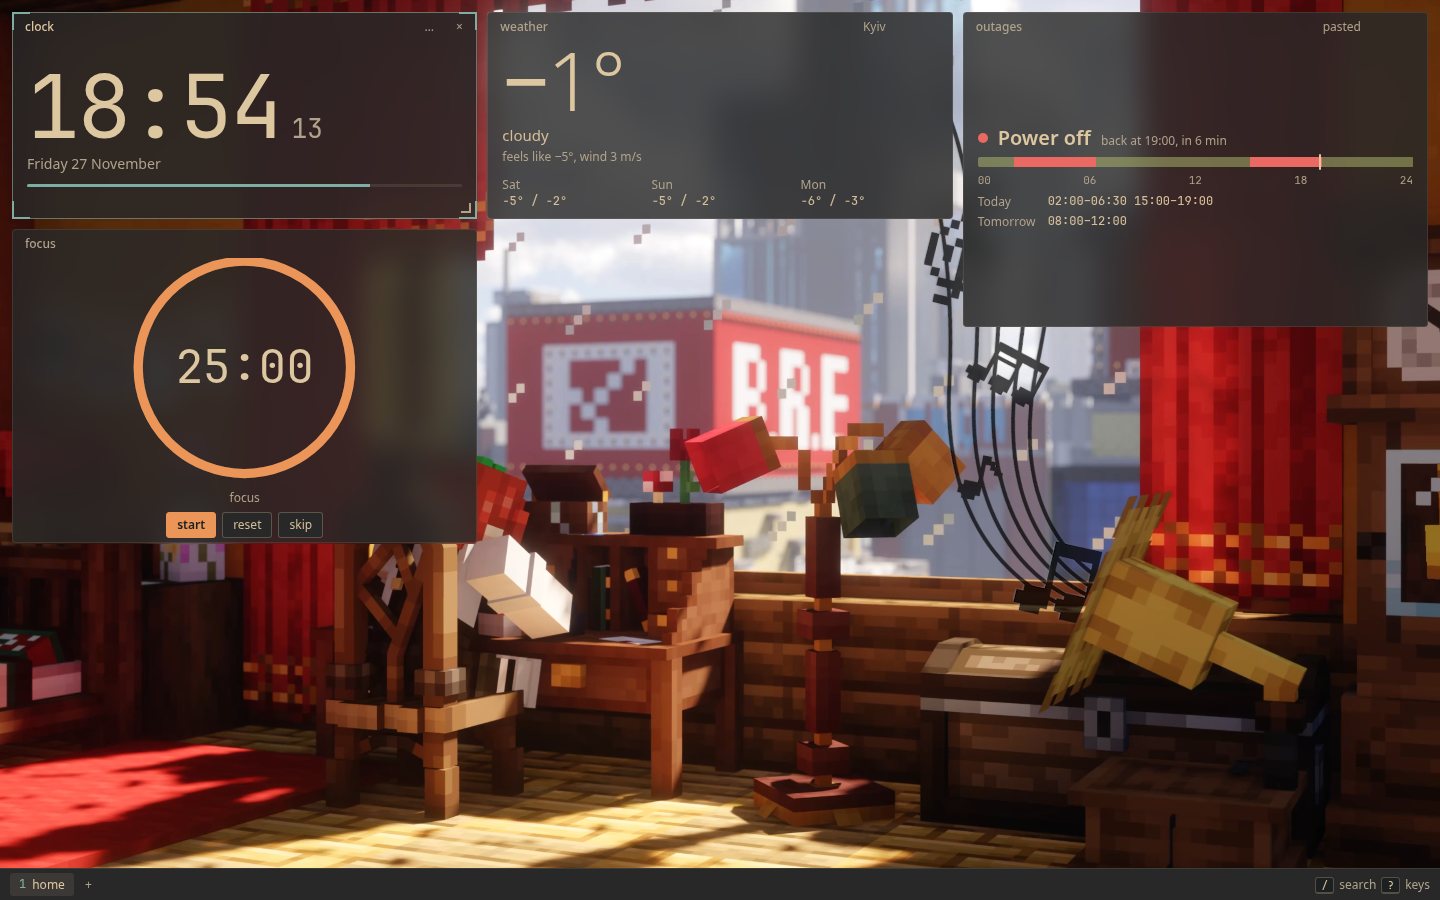 clock ... ×
18:54 13
Friday 27 November
weather Kyiv
−1°
cloudy
feels like −5°, wind 3 m/s
Sat Sun Mon
-5° / -2° -5° / -2° -6° / -3°
outages pasted
Power off back at 19:00, in 6 min
00 06 12 18 24
Today 02:00–06:30 15:00–19:00
Tomorrow 08:00–12:00
focus
25:00
focus
start reset skip
B.R.E
1 home +
/ search ? keys